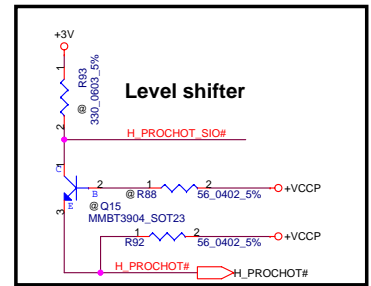 +3V
1
@ R93
330_0603_5%
2
Level shifter
H_PROCHOT_SIO#
C
1
B
2
@ R88
1
2
56_0402_5%
+VCCP
E
3
@ Q15
MMBT3904_SOT23
R92
1
2
56_0402_5%
+VCCP
H_PROCHOT#
H_PROCHOT#